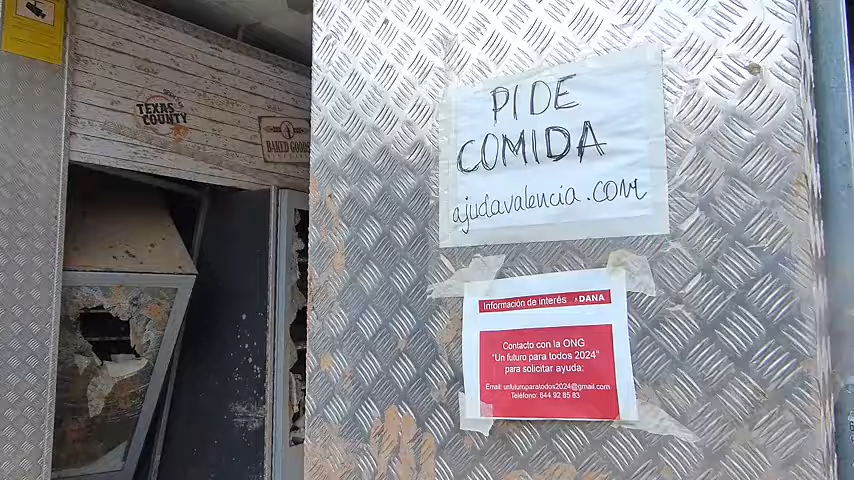 TEXAS
COUNTY
BAKED GOODS
PIDE
COMIDA
ajudavalencia.com
Información de interés DANA
Contacto con la ONG
"Un futuro para todos 2024"
para solicitar ayuda:
Email: unfuturoparatodos2024@gmail.com
Teléfono: 644 92 85 83